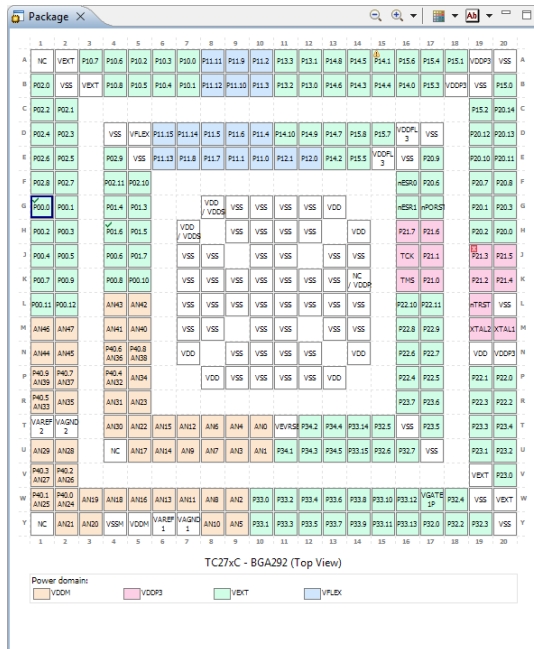 Package
1 2 3 4 5 6 7 8 9 10 11 12 13 14 15 16 17 18 19 20
A NC VEXT P10.7 P10.6 P10.2 P10.3 P10.0 P11.11 P11.9 P11.2 P13.3 P13.1 P14.8 P14.5 P14.1 P15.6 P15.4 P15.1 VDDP3 VSS A
B P02.0 VSS VEXT P10.8 P10.5 P10.4 P10.1 P11.12 P11.10 P11.3 P13.2 P13.0 P14.6 P14.3 P14.0 P15.3 P15.2 P15.0 B
C P02.2 P02.1 P15.2 P20.14 C
D P02.4 P02.3 VSS VFLEX P11.15 P11.14 P11.5 P11.6 P11.4 P14.10 P14.9 P14.7 P15.8 P15.7 VDDFL 3 VSS P20.12 P20.13 D
E P02.6 P02.5 P02.9 VSS P11.13 P11.8 P11.7 P11.1 P11.0 P12.1 P12.0 P14.2 P15.5 VDDFL 3 VSS P20.9 P20.10 P20.11 E
F P02.8 P02.7 P02.11 P02.10 nESR0 P20.6 P20.7 P20.8 F
G P00.0 P00.1 P01.4 P01.3 VDD / VDDS VSS VSS VSS VSS VDD nESR1 nPORST P20.1 P20.3 G
H P00.2 P00.3 P01.6 P01.5 VDD / VDDS VSS VSS VSS VSS VDD P21.7 P21.6 P20.2 P20.0 H
J P00.4 P00.5 P00.6 P01.7 VSS VSS VSS VSS VSS VSS TCK P21.1 P21.3 P21.5 J
K P00.7 P00.9 P00.8 P00.10 VSS VSS VSS VSS VSS VSS NC / VDDP TMS P21.0 P21.2 P21.4 K
L P00.11 P00.12 AN43 AN42 VSS VSS VSS VSS VSS VSS P22.10 P22.11 nTRST VSS L
M AN46 AN47 AN41 AN40 VSS VSS VSS VSS VSS VSS P22.8 P22.9 XTAL2 XTAL1 M
N AN44 AN45 P40.6 AN36 P40.8 AN38 VDD VSS VSS VSS VSS VDD P22.6 P22.7 VDD VDDP3 N
P P40.9 AN39 P40.7 AN37 P40.4 AN32 AN34 VDD VSS VSS VSS VSS VDD P22.4 P22.5 P22.1 P22.0 P
R P40.5 AN33 AN35 AN31 AN23 P23.7 P23.6 P22.3 P22.2 R
T VAREF 2 VAGND 2 AN30 AN22 AN15 AN12 AN6 AN4 AN0 VEVRSE P34.2 P34.4 P33.14 P32.5 VSS P23.5 P23.3 P23.4 T
U AN29 AN28 NC AN17 AN14 AN9 AN7 AN3 AN1 P34.1 P34.3 P34.5 P33.15 P32.6 P32.7 VSS P23.1 P23.2 U
V P40.3 AN27 P40.2 AN26 VEXT P23.0 V
W P40.1 AN25 P40.0 AN24 AN19 AN18 AN16 AN13 AN11 AN8 AN2 P33.0 P33.2 P33.4 P33.6 P33.8 P33.10 P33.12 VGATE 1P P32.4 VSS VEXT W
Y NC AN21 AN20 VSSM VDDM VAREF 1 VAGND 1 AN10 AN5 P33.1 P33.3 P33.5 P33.7 P33.9 P33.11 P33.13 P32.0 P32.2 P32.3 VSS Y
1 2 3 4 5 6 7 8 9 10 11 12 13 14 15 16 17 18 19 20
TC27xC - BGA292 (Top View)
Power domain:
VDDM VDDP3 VEXT VFLEX